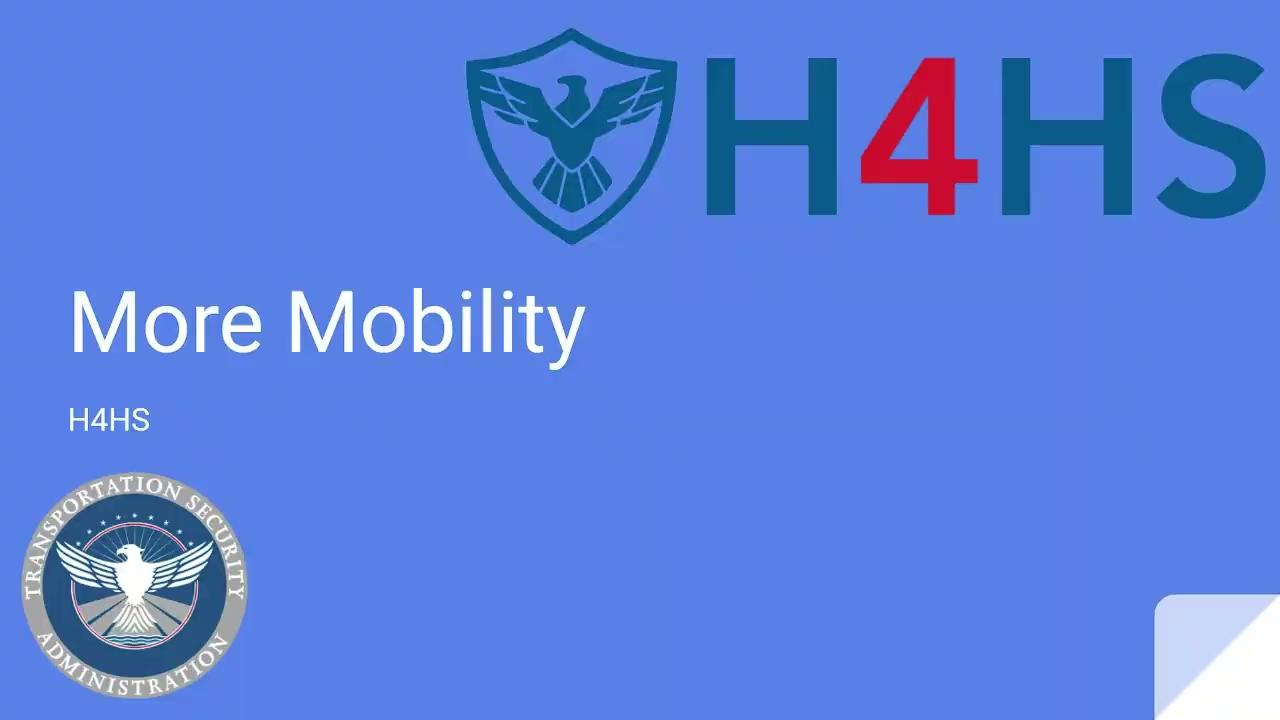 H4HS
More Mobility
H4HS
TRANSPORTATION SECURITY
ADMINISTRATION